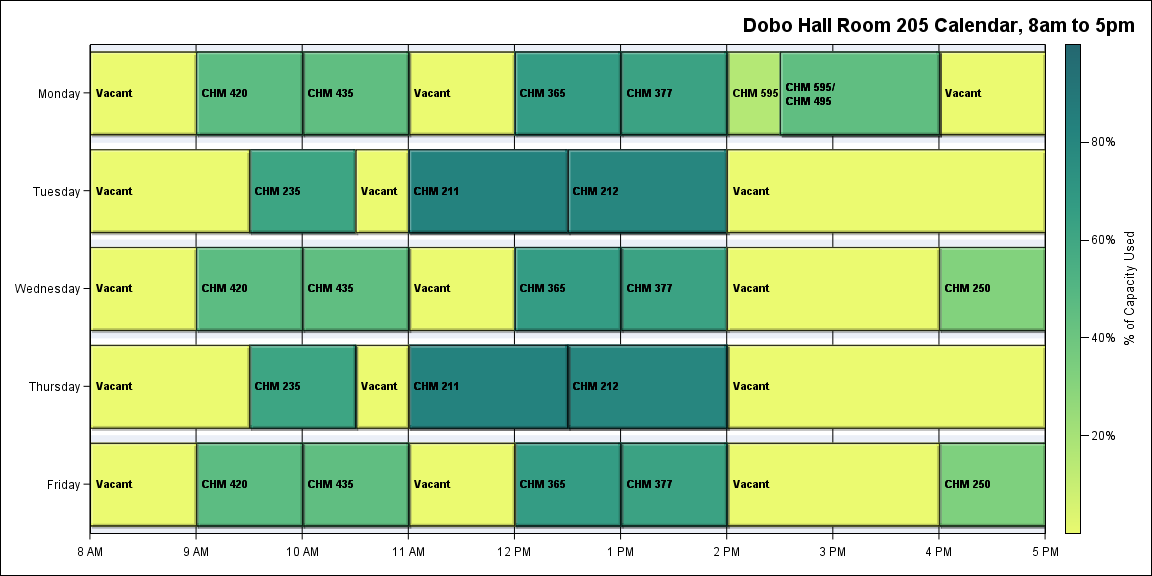 Dobo Hall Room 205 Calendar, 8am to 5pm
Monday
Vacant
CHM 420
CHM 435
Vacant
CHM 365
CHM 377
CHM 595
CHM 595/
CHM 495
Vacant
Tuesday
Vacant
CHM 235
Vacant
CHM 211
CHM 212
Vacant
Wednesday
Vacant
CHM 420
CHM 435
Vacant
CHM 365
CHM 377
Vacant
CHM 250
Thursday
Vacant
CHM 235
Vacant
CHM 211
CHM 212
Vacant
Friday
Vacant
CHM 420
CHM 435
Vacant
CHM 365
CHM 377
Vacant
CHM 250
8 AM
9 AM
10 AM
11 AM
12 PM
1 PM
2 PM
3 PM
4 PM
5 PM
80%
60%
40%
20%
% of Capacity Used